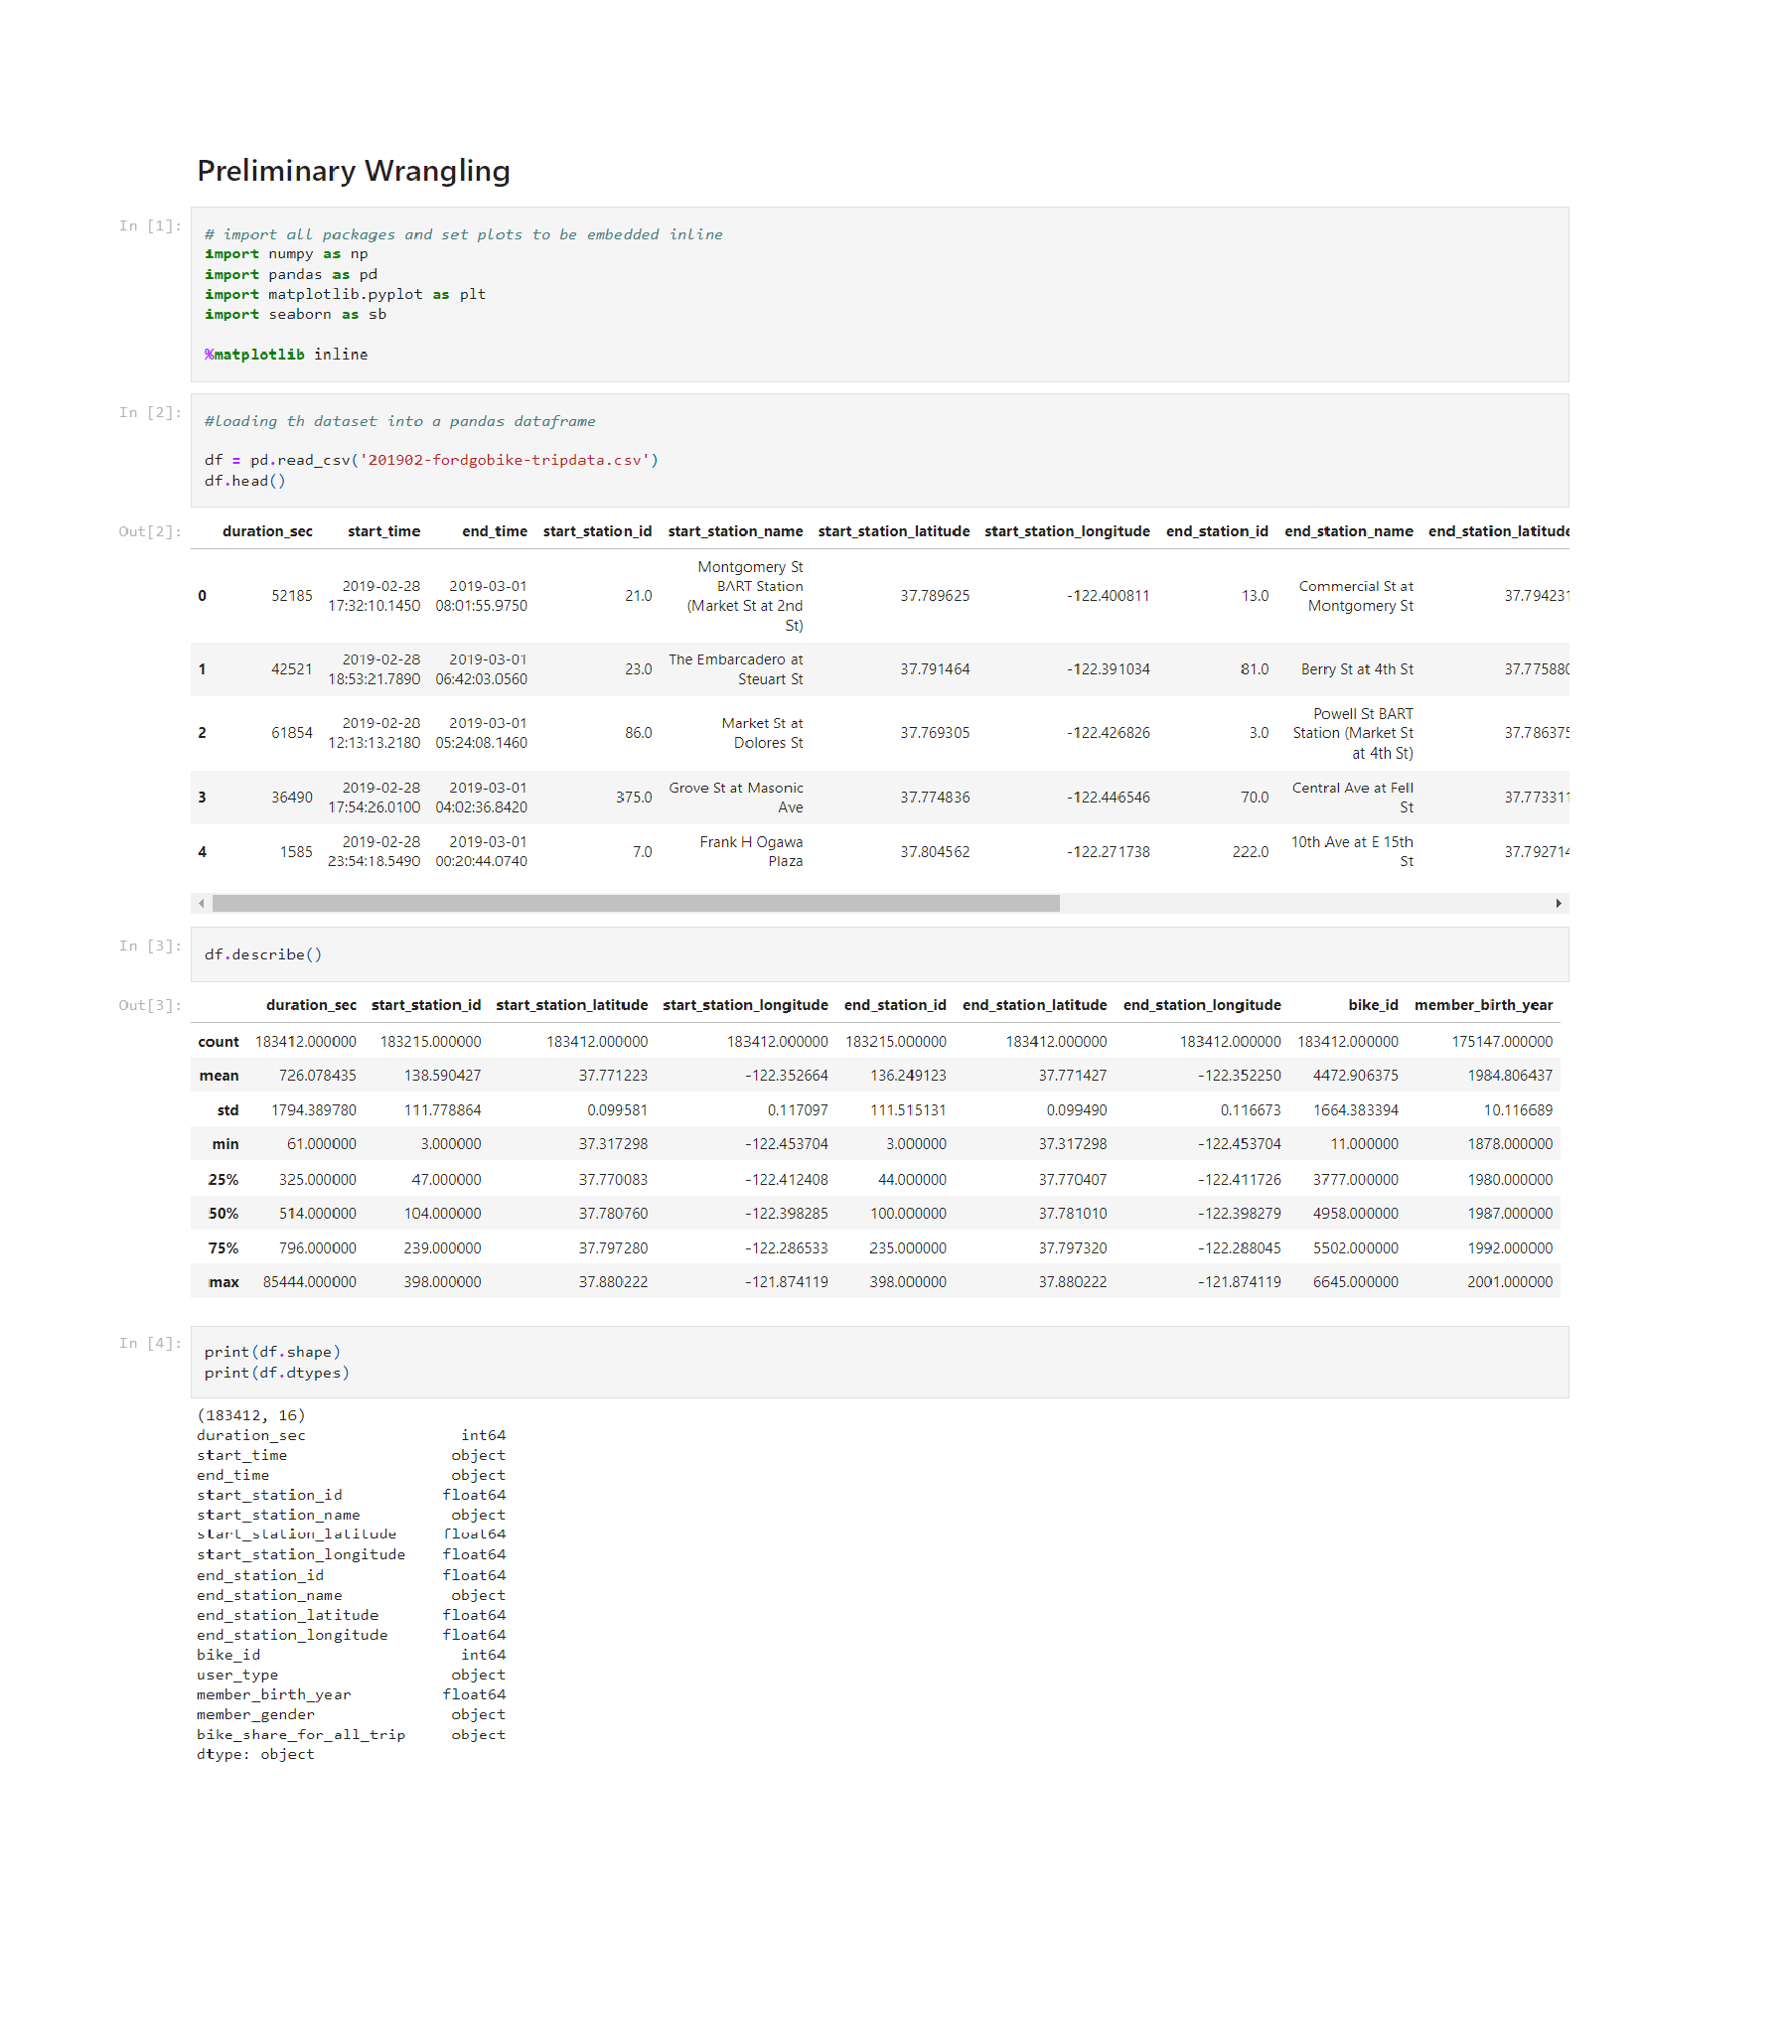 Preliminary Wrangling
In [1]:
# import all packages and set plots to be embedded inline
import numpy as np
import pandas as pd
import matplotlib.pyplot as plt
import seaborn as sb
%matplotlib inline
In [2]:
#loading th dataset into a pandas dataframe
df = pd.read_csv('201902-fordgobike-tripdata.csv')
df.head()
Out[2]:
duration_sec start_time end_time start_station_id start_station_name start_station_latitude start_station_longitude end_station_id end_station_name end_station_latitude
0 52185 2019-02-28 17:32:10.1450 2019-03-01 08:01:55.9750 21.0 Montgomery St BART Station (Market St at 2nd St) 37.789625 -122.400811 13.0 Commercial St at Montgomery St 37.794231
1 42521 2019-02-28 18:53:21.7890 2019-03-01 06:42:03.0560 23.0 The Embarcadero at Steuart St 37.791464 -122.391034 81.0 Berry St at 4th St 37.775880
2 61854 2019-02-28 12:13:13.2180 2019-03-01 05:24:08.1460 86.0 Market St at Dolores St 37.769305 -122.426826 3.0 Powell St BART Station (Market St at 4th St) 37.786375
3 36490 2019-02-28 17:54:26.0100 2019-03-01 04:02:36.8420 375.0 Grove St at Masonic Ave 37.774836 -122.446546 70.0 Central Ave at Fell St 37.773311
4 1585 2019-02-28 23:54:18.5490 2019-03-01 00:20:44.0740 7.0 Frank H Ogawa Plaza 37.804562 -122.271738 222.0 10th Ave at E 15th St 37.792714
In [3]:
df.describe()
Out[3]:
duration_sec start_station_id start_station_latitude start_station_longitude end_station_id end_station_latitude end_station_longitude bike_id member_birth_year
count 183412.000000 183215.000000 183412.000000 183412.000000 183215.000000 183412.000000 183412.000000 183412.000000 175147.000000
mean 726.078435 138.590427 37.771223 -122.352664 136.249123 37.771427 -122.352250 4472.906375 1984.806437
std 1794.389780 111.778864 0.099581 0.117097 111.515131 0.099490 0.116673 1664.383394 10.116689
min 61.000000 3.000000 37.317298 -122.453704 3.000000 37.317298 -122.453704 11.000000 1878.000000
25% 325.000000 47.000000 37.770083 -122.412408 44.000000 37.770407 -122.411726 3777.000000 1980.000000
50% 514.000000 104.000000 37.780760 -122.398285 100.000000 37.781010 -122.398279 4958.000000 1987.000000
75% 796.000000 239.000000 37.797280 -122.286533 235.000000 37.797320 -122.288045 5502.000000 1992.000000
max 85444.000000 398.000000 37.880222 -121.874119 398.000000 37.880222 -121.874119 6645.000000 2001.000000
In [4]:
print(df.shape)
print(df.dtypes)
(183412, 16)
duration_sec int64
start_time object
end_time object
start_station_id float64
start_station_name object
start_station_latitude float64
start_station_longitude float64
end_station_id float64
end_station_name object
end_station_latitude float64
end_station_longitude float64
bike_id int64
user_type object
member_birth_year float64
member_gender object
bike_share_for_all_trip object
dtype: object